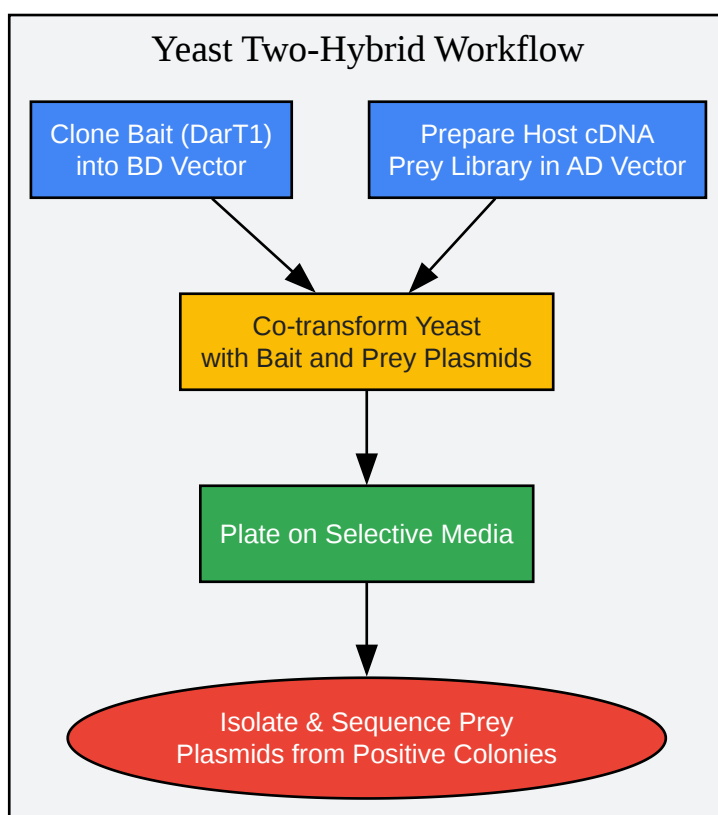 Yeast Two-Hybrid Workflow
Clone Bait (DarT1)
into BD Vector
Prepare Host cDNA
Prey Library in AD Vector
Co-transform Yeast
with Bait and Prey Plasmids
Plate on Selective Media
Isolate & Sequence Prey
Plasmids from Positive Colonies